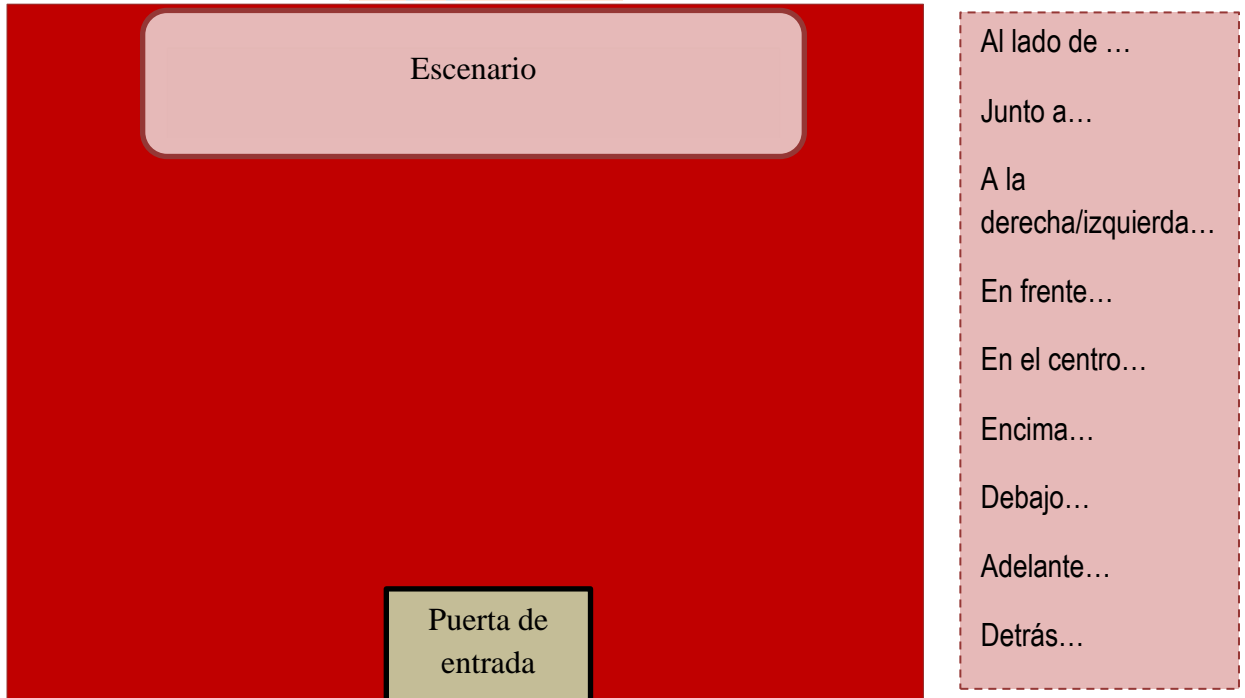 Escenario
Puerta de
entrada
Al lado de …
Junto a…
A la
derecha/izquierda…
En frente…
En el centro…
Encima…
Debajo…
Adelante…
Detrás…